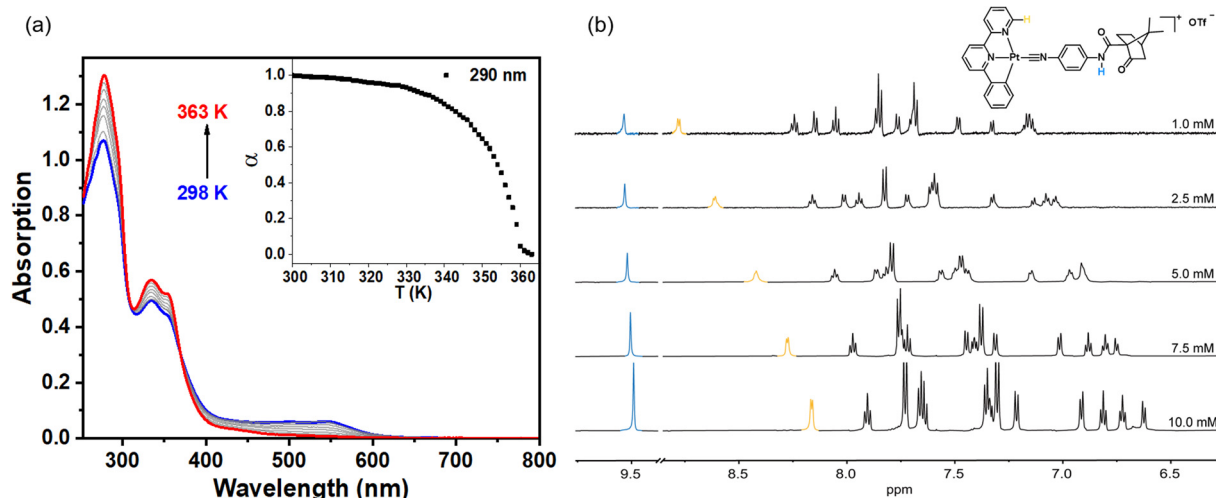 (a)
Absorption
1.2
1.0
0.8
0.6
0.4
0.2
0.0
300
400
500
600
700
800
Wavelength (nm)
363 K
298 K
α
1.0
0.8
0.6
0.4
0.2
0.0
300
310
320
330
340
350
360
T (K)
290 nm
(b)
H
N
N
Pt
C≡N
O
N
H
O
+
OTf −
1.0 mM
2.5 mM
5.0 mM
7.5 mM
10.0 mM
9.5
8.5
8.0
7.5
7.0
6.5
ppm